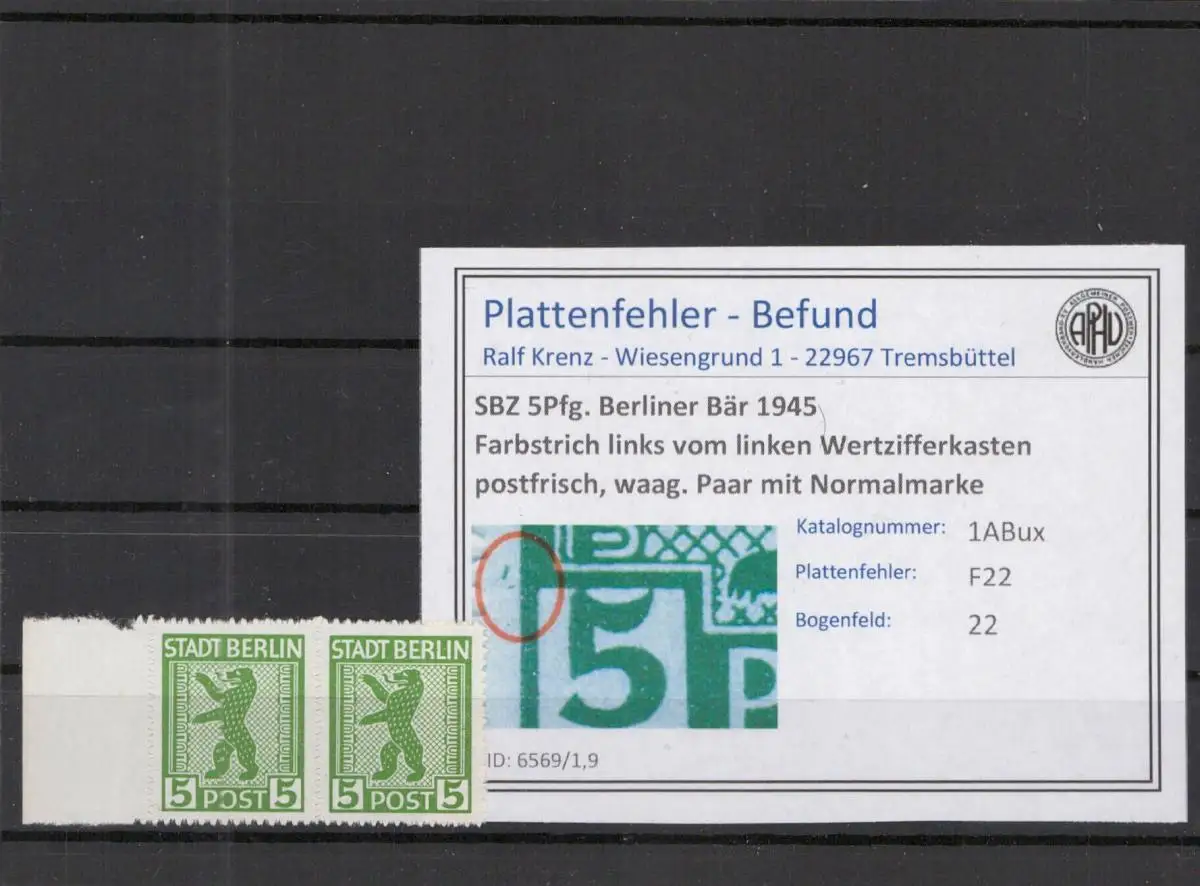 Plattenfehler - Befund
Ralf Krenz - Wiesengrund 1 - 22967 Tremsbüttel
APHV
SBZ 5Pfg. Berliner Bär 1945
Farbstrich links vom linken Wertzifferkasten
postfrisch, waag. Paar mit Normalmarke
Katalognummer: 1ABux
Plattenfehler: F22
Bogenfeld: 22
5
ID: 6569/1,9
STADT BERLIN
5 POST 5
STADT BERLIN
5 POST 5